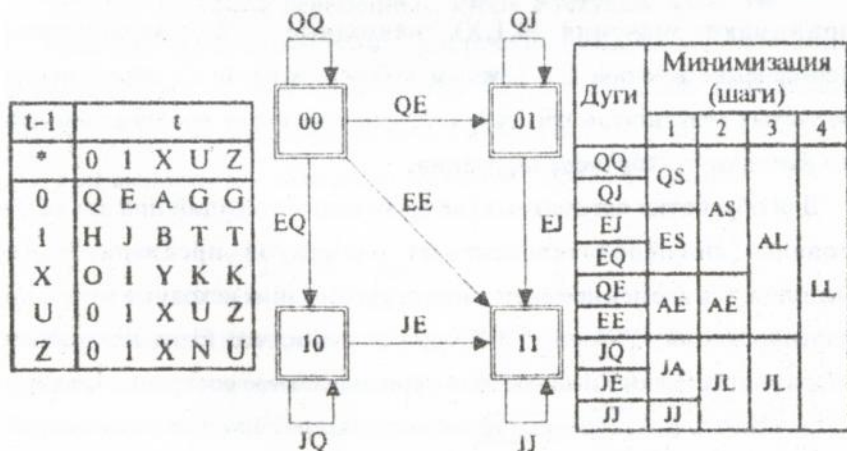 t-1 t
* 0 1 X U Z
0 Q E A G G
1 H J B T T
X O I Y K K
U 0 1 X U Z
Z 0 1 X N U
QQ QJ
00 QE 01
EQ EE EJ
10 JE 11
JQ JJ
Дуги Минимизация
(шаги)
1 2 3 4
QQ QS AS AL LL
QJ
EJ ES
EQ
QE AE AE
EE
JQ JA JL JL
JE
JJ JJ